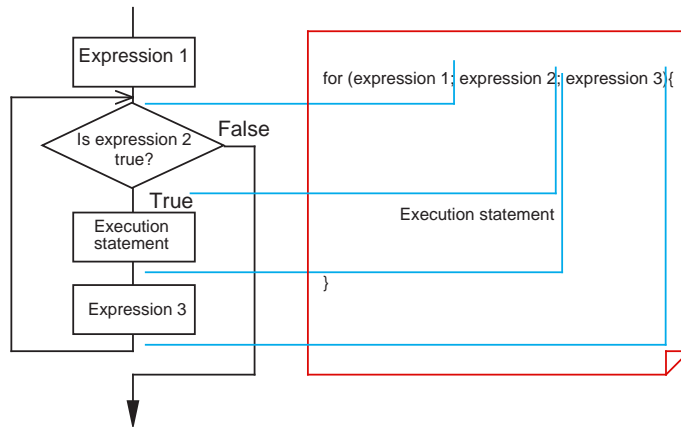 Expression 1
Is expression 2
true?
False
True
Execution
statement
Expression 3
for (expression 1; expression 2; expression 3){
Execution statement
}